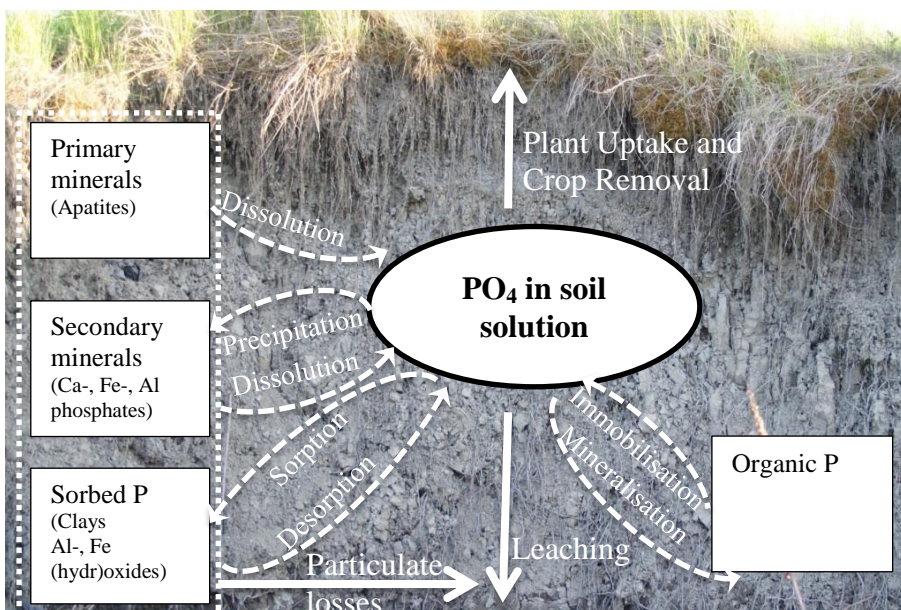 Primary
minerals
(Apatites)
Plant Uptake and
Crop Removal
Dissolution
PO₄ in soil
solution
Secondary
minerals
(Ca-, Fe-, Al
phosphates)
Precipitation
Dissolution
Sorption
Desorption
Immobilisation
Mineralisation
Organic P
Sorbed P
(Clays
Al-, Fe
(hydr)oxides)
Leaching
Particulate
losses